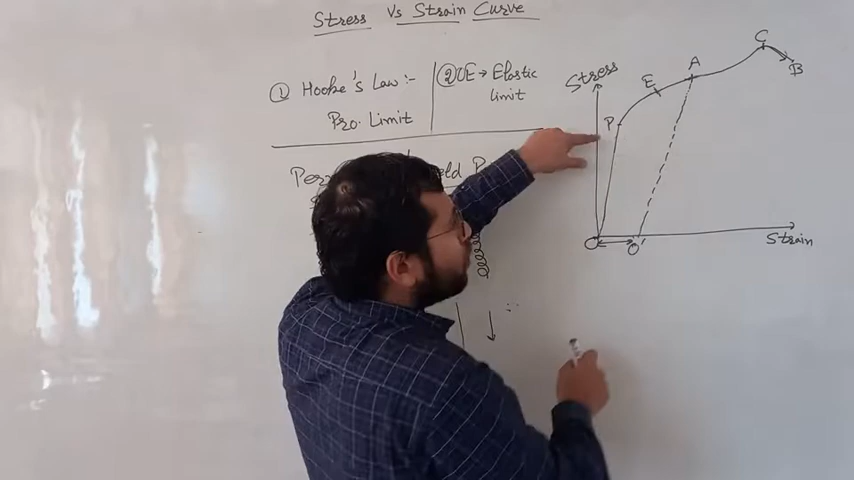 Stress Vs Strain Curve
① Hooke's Law :-
Pro. Limit
② OE → Elastic
limit
Stress
P
E
A
C
B
O
O'
Strain